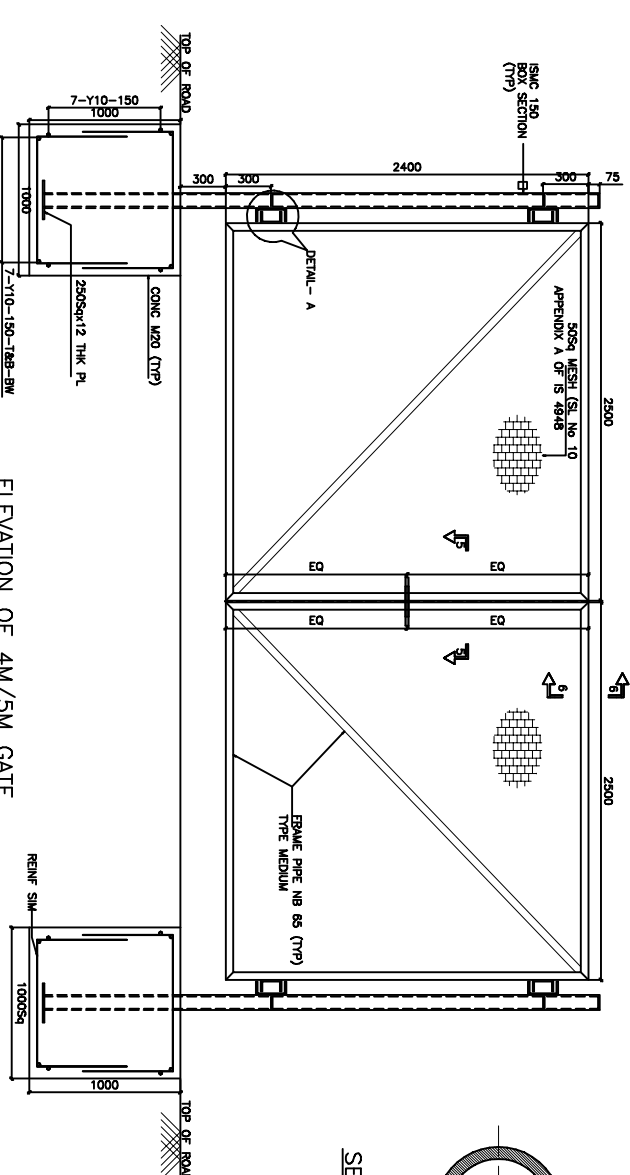 ISMC 150
BOX SECTION
(TYP)
75
300
2400
300
300
TOP OF ROAD
7-Y10-150
1000
1000
7-Y10-150-T&B-BW
250Sqx12 THK PL
CONC M20 (TYP)
DETAIL- A
50Sq MESH (SL No 10
APPENDIX A OF IS 4948
2500
2500
5
5
6
6
EQ
EQ
EQ
EQ
FRAME PIPE NB 65 (TYP)
TYPE MEDIUM
REINF SIM
1000Sq
1000
TOP OF ROA
ELEVATION OF 4M/5M GATE
SE